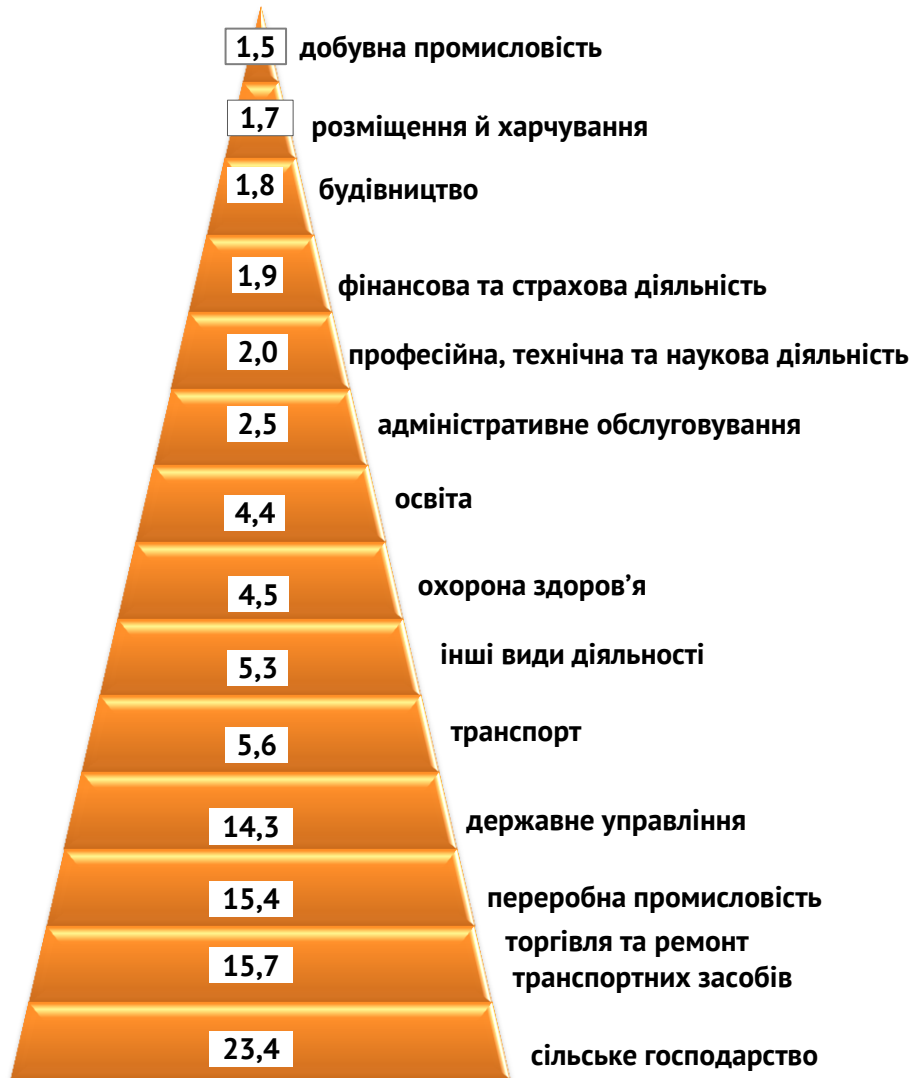 1,5 добувна промисловість
1,7 розміщення й харчування
1,8 будівництво
1,9 фінансова та страхова діяльність
2,0 професійна, технічна та наукова діяльність
2,5 адміністративне обслуговування
4,4 освіта
4,5 охорона здоров’я
5,3 інші види діяльності
5,6 транспорт
14,3 державне управління
15,4 переробна промисловість
15,7 торгівля та ремонт
транспортних засобів
23,4 сільське господарство